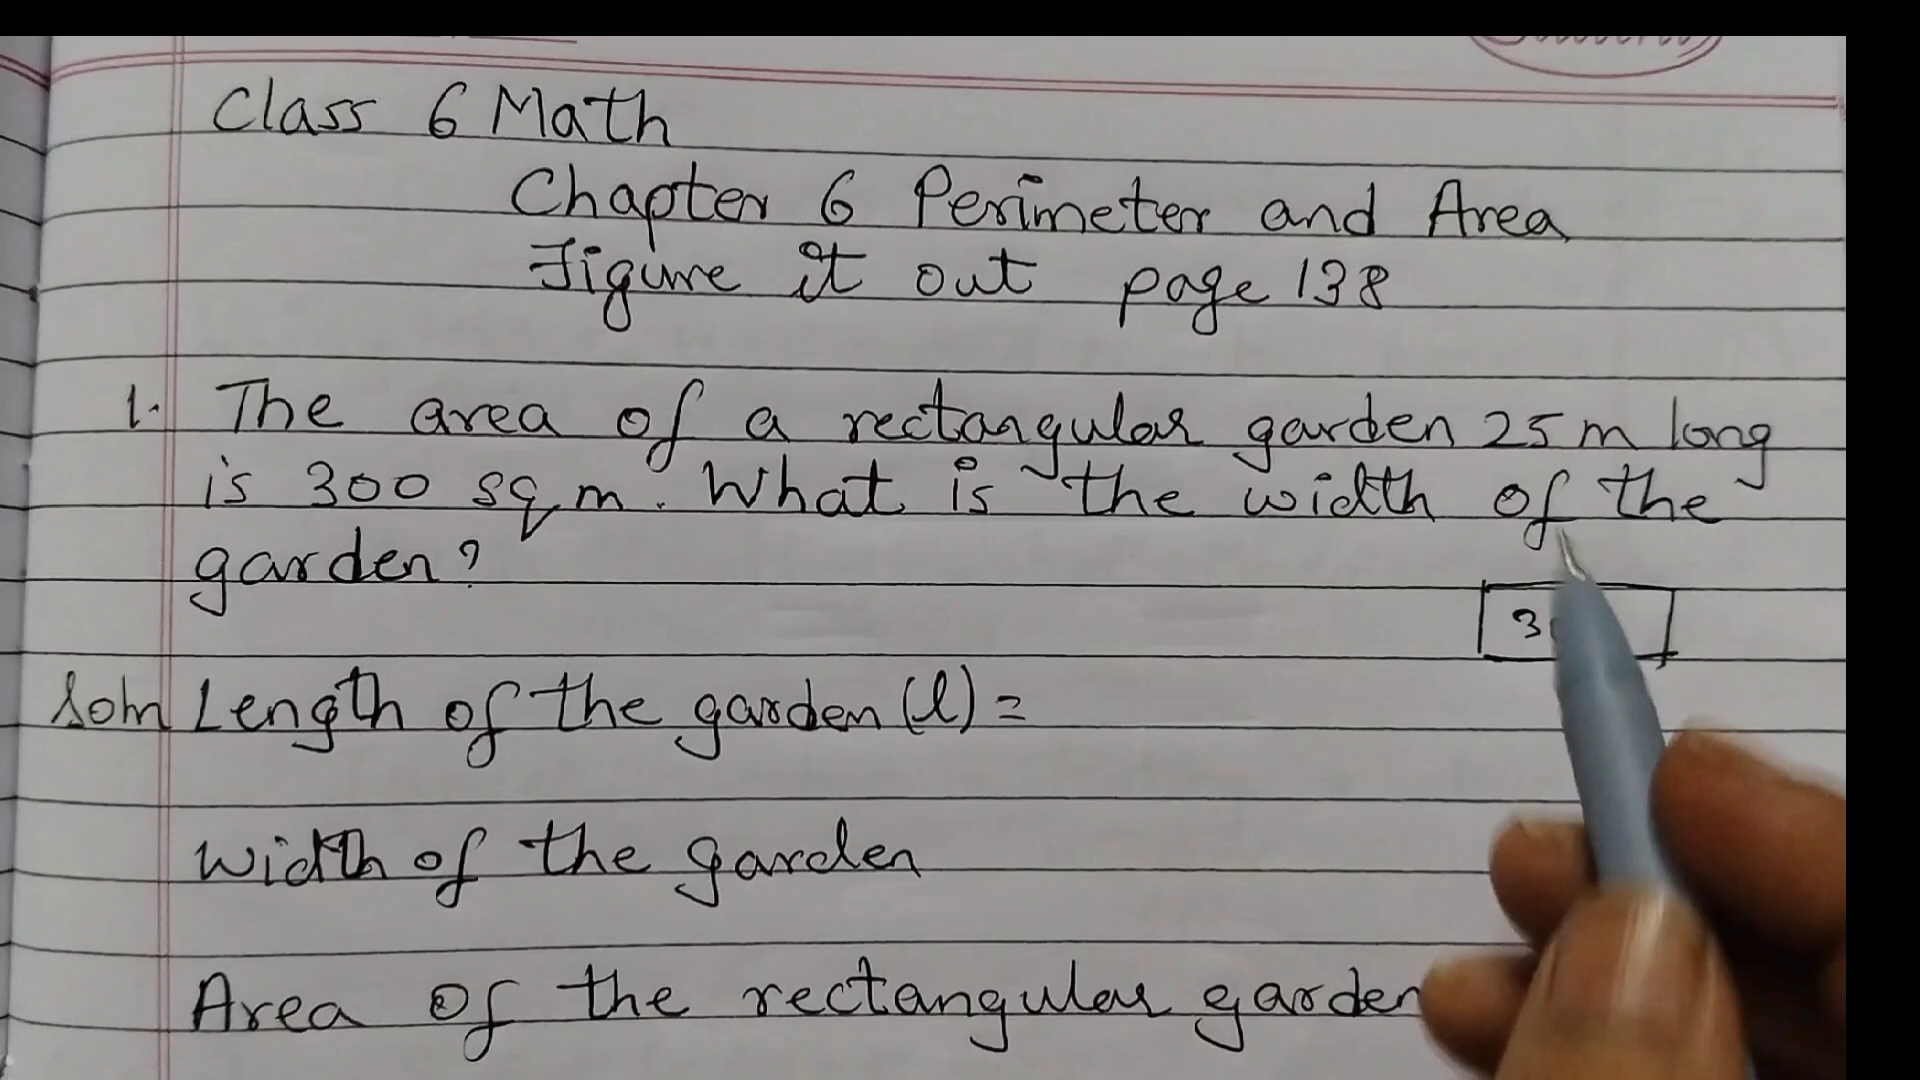 Class 6 Math
Chapter 6 Perimeter and Area
Figure it out page 138
1. The area of a rectangular garden 25 m long
is 300 sq m. What is the width of the
garden?
3
Soln Length of the garden (l) =
Width of the garden
Area of the rectangular garden